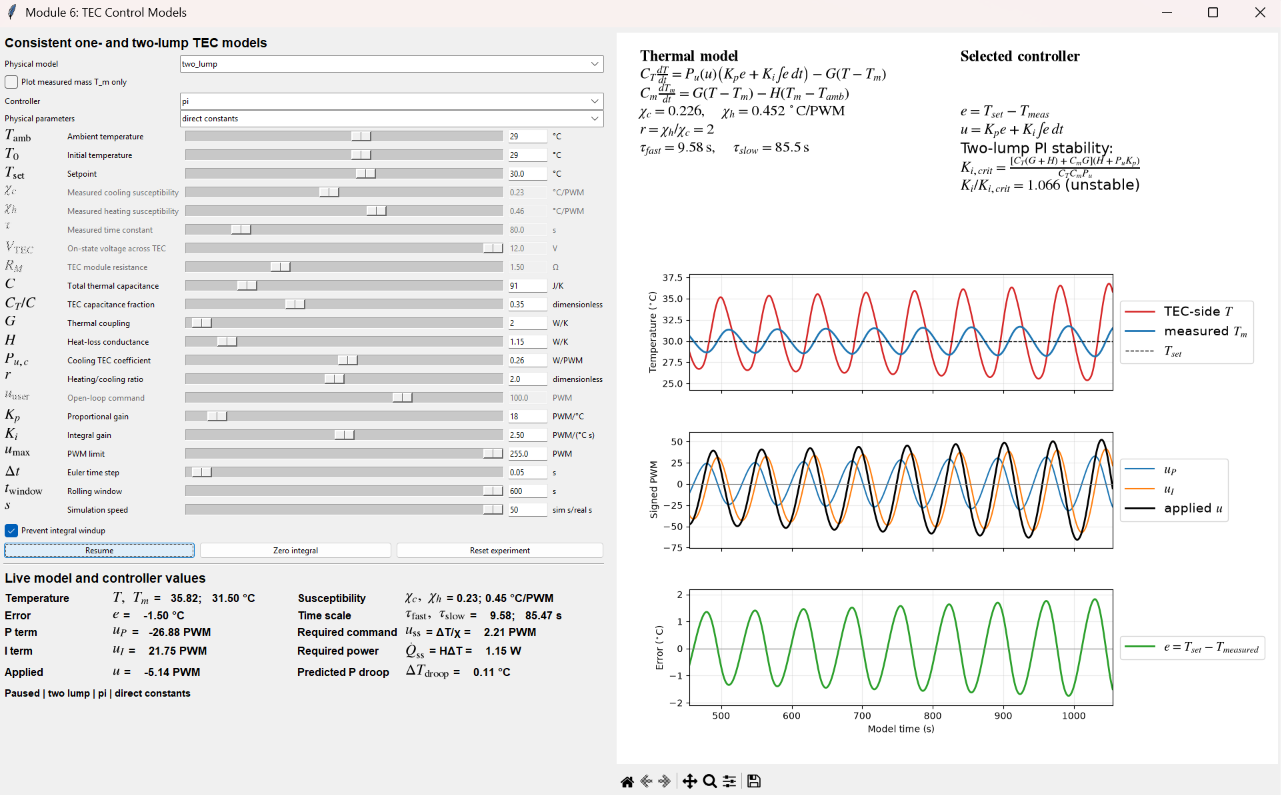 Module 6: TEC Control Models
Consistent one- and two-lump TEC models
Physical model two_lump
Plot measured mass T_m only
Controller pi
Physical parameters direct constants
T_amb Ambient temperature 29 °C
T_0 Initial temperature 29 °C
T_set Setpoint 30.0 °C
χ_c Measured cooling susceptibility 0.23 °C/PWM
χ_h Measured heating susceptibility 0.46 °C/PWM
τ Measured time constant 80.0 s
V_TEC On-state voltage across TEC 12.0 V
R_M TEC module resistance 1.50 Ω
C Total thermal capacitance 91 J/K
C_T/C TEC capacitance fraction 0.35 dimensionless
G Thermal coupling 2 W/K
H Heat-loss conductance 1.15 W/K
P_u,c Cooling TEC coefficient 0.26 W/PWM
r Heating/cooling ratio 2.0 dimensionless
u_user Open-loop command 100.0 PWM
K_p Proportional gain 18 PWM/°C
K_i Integral gain 2.50 PWM/(°C s)
u_max PWM limit 255.0 PWM
Δt Euler time step 0.05 s
t_window Rolling window 600 s
s Simulation speed 50 sim s/real s
Prevent integral windup
Resume Zero integral Reset experiment
Live model and controller values
Temperature T, T_m = 35.82; 31.50 °C Susceptibility χ_c, χ_h = 0.23; 0.45 °C/PWM
Error e = -1.50 °C Time scale τ_fast, τ_slow = 9.58; 85.47 s
P term u_P = -26.88 PWM Required command u_ss = ΔT/χ = 2.21 PWM
I term u_I = 21.75 PWM Required power Q̇_ss = HΔT = 1.15 W
Applied u = -5.14 PWM Predicted P droop ΔT_droop = 0.11 °C
Paused | two lump | pi | direct constants
Thermal model
C_T dT/dt = P_u(u)(K_p e + K_i ∫e dt) − G(T − T_m)
C_m dT_m/dt = G(T − T_m) − H(T_m − T_amb)
χ_c = 0.226, χ_h = 0.452 °C/PWM
r = χ_h/χ_c = 2
τ_fast = 9.58 s, τ_slow = 85.5 s
Selected controller
e = T_set − T_meas
u = K_p e + K_i ∫e dt
Two-lump PI stability:
K_i,crit = [C_T(G + H) + C_m G](H + P_u K_p) / C_T C_m P_u
K_i/K_i,crit = 1.066 (unstable)
Temperature (°C)
37.5
35.0
32.5
30.0
27.5
25.0
TEC-side T
measured T_m
T_set
Signed PWM
50
25
0
−25
−50
−75
u_P
u_I
applied u
Error (°C)
2
1
0
−1
−2
e = T_set − T_measured
500 600 700 800 900 1000
Model time (s)